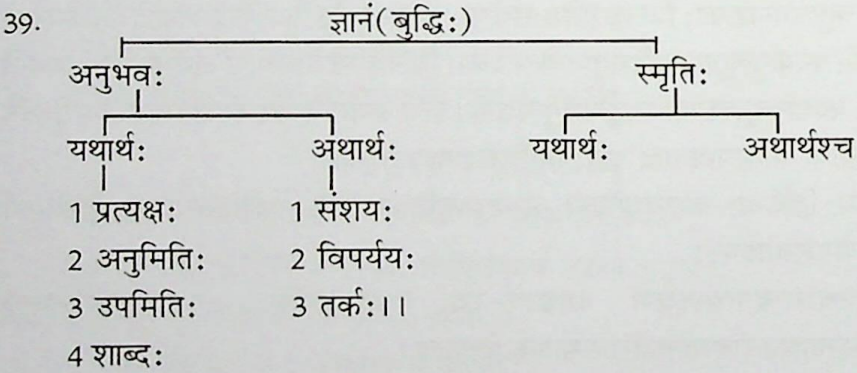 39. ज्ञानं(बुद्धि:)
अनुभव: स्मृति:
यथार्थ: अथार्थ: यथार्थ: अथार्थश्च
1 प्रत्यक्ष: 1 संशय:
2 अनुमिति: 2 विपर्यय:
3 उपमिति: 3 तर्क:।।
4 शाब्द: